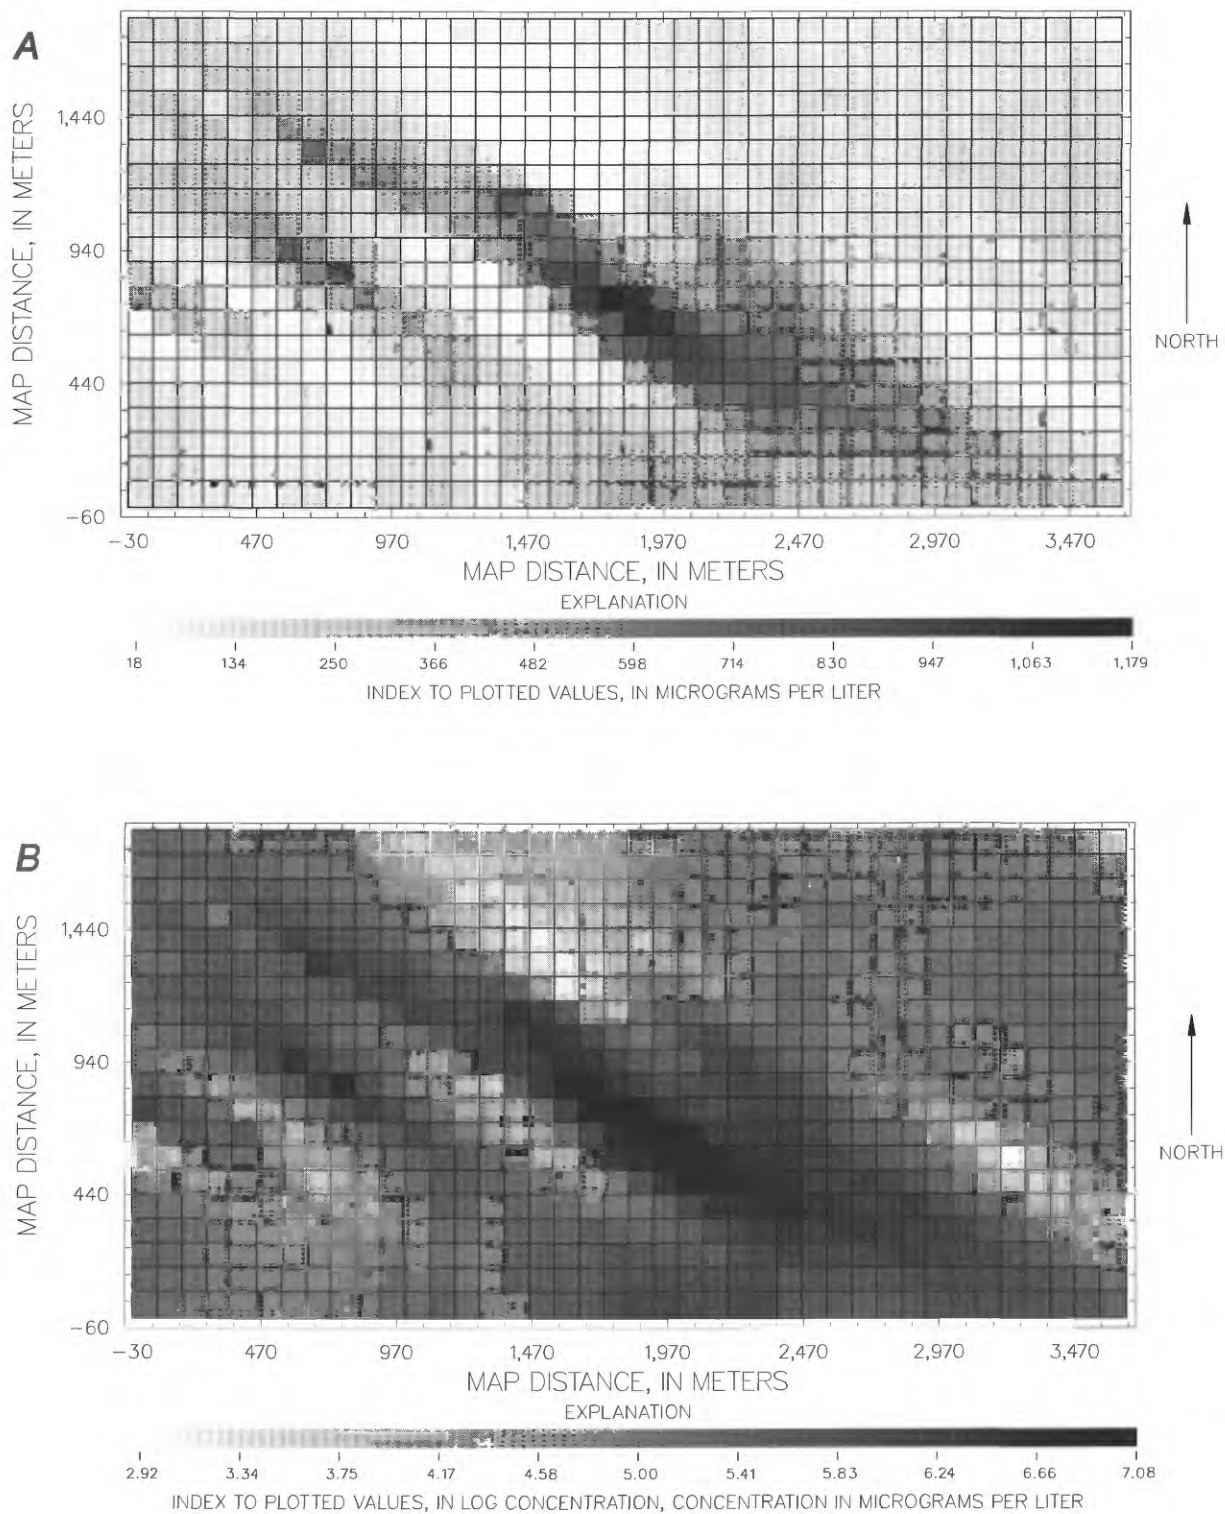 A
MAP DISTANCE, IN METERS
1,440
940
440
-60
-30 470 970 1,470 1,970 2,470 2,970 3,470
MAP DISTANCE, IN METERS
NORTH
EXPLANATION
18 134 250 366 482 598 714 830 947 1,063 1,179
INDEX TO PLOTTED VALUES, IN MICROGRAMS PER LITER
B
MAP DISTANCE, IN METERS
1,440
940
440
-60
-30 470 970 1,470 1,970 2,470 2,970 3,470
MAP DISTANCE, IN METERS
NORTH
EXPLANATION
2.92 3.34 3.75 4.17 4.58 5.00 5.41 5.83 6.24 6.66 7.08
INDEX TO PLOTTED VALUES, IN LOG CONCENTRATION, CONCENTRATION IN MICROGRAMS PER LITER